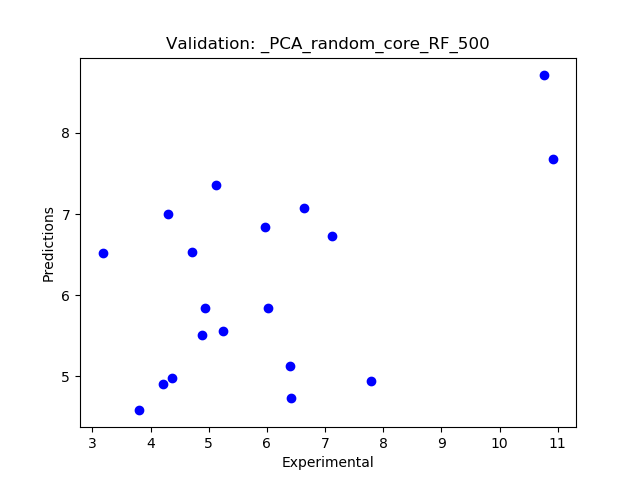 Validation: _PCA_random_core_RF_500
8
7
6
5
Predictions
3 4 5 6 7 8 9 10 11
Experimental